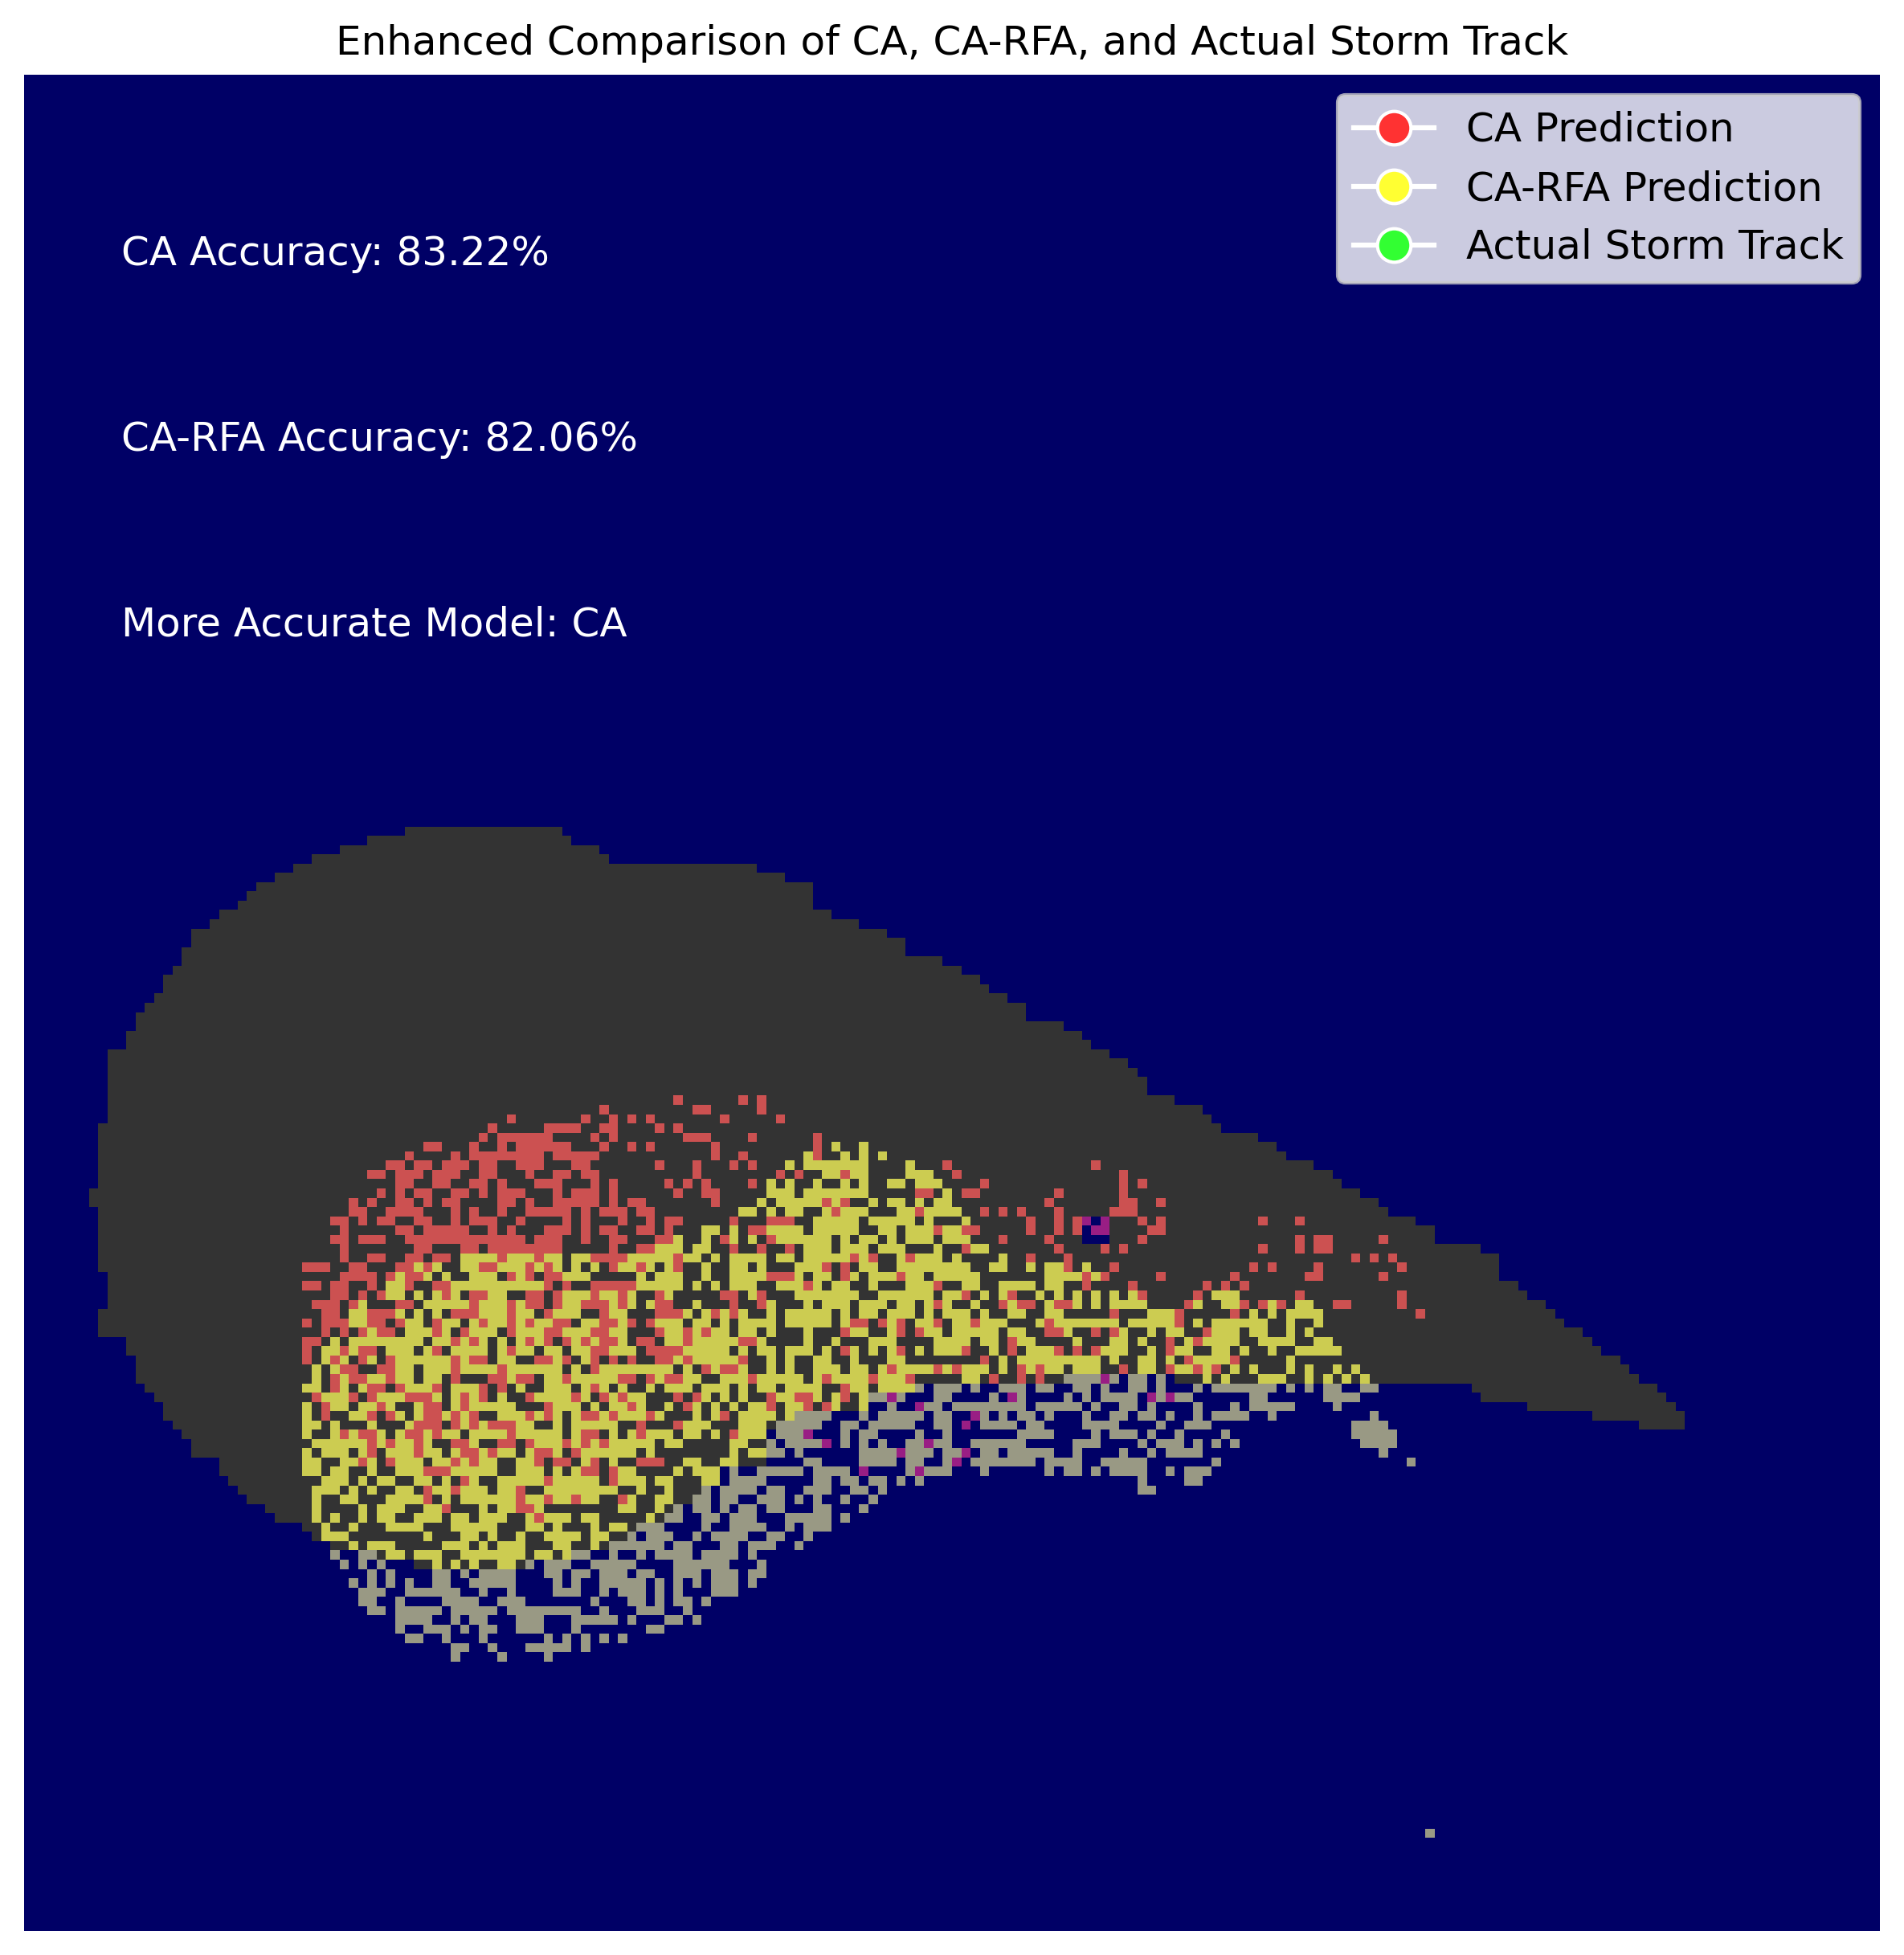 Enhanced Comparison of CA, CA-RFA, and Actual Storm Track
CA Prediction
CA-RFA Prediction
Actual Storm Track
CA Accuracy: 83.22%
CA-RFA Accuracy: 82.06%
More Accurate Model: CA